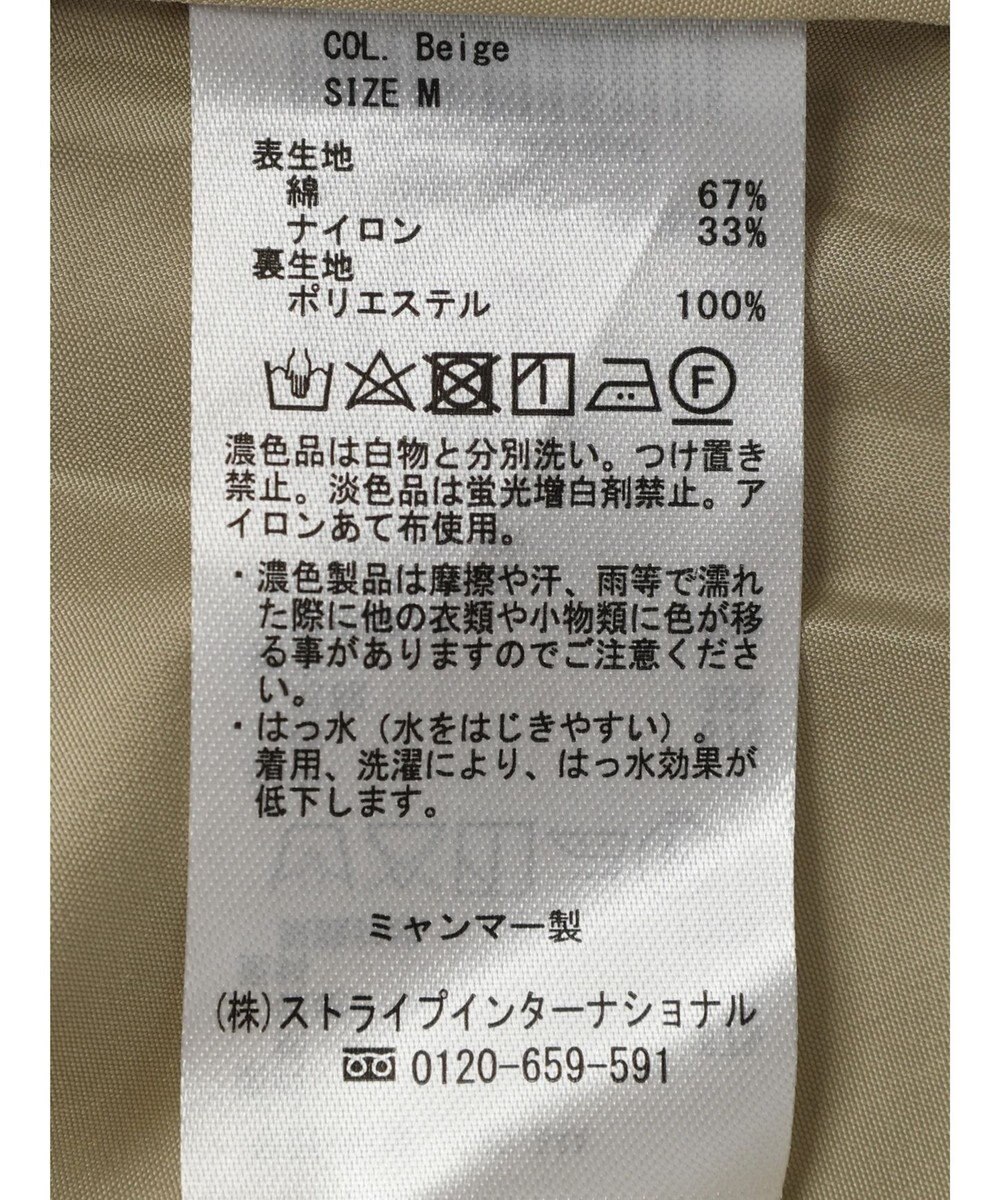 COL. Beige
SIZE M
表生地
綿 67%
ナイロン 33%
裏生地
ポリエステル 100%
F
濃色品は白物と分別洗い。つけ置き
禁止。淡色品は蛍光増白剤禁止。ア
イロンあて布使用。
・濃色製品は摩擦や汗、雨等で濡れ
た際に他の衣類や小物類に色が移
る事がありますのでご注意くださ
い。
・はっ水（水をはじきやすい）。
着用、洗濯により、はっ水効果が
低下します。
ミャンマー製
(株)ストライプインターナショナル
0120-659-591